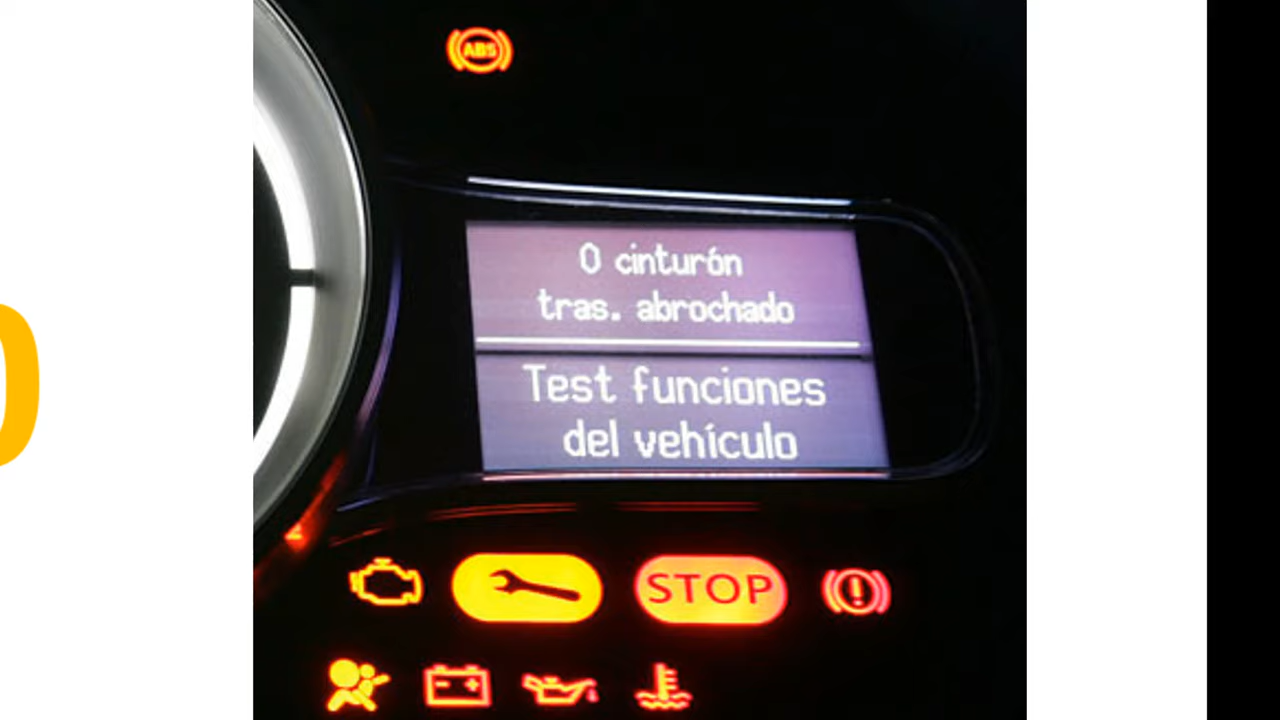 ABS
0 cinturón
tras. abrochado
Test funciones
del vehículo
STOP